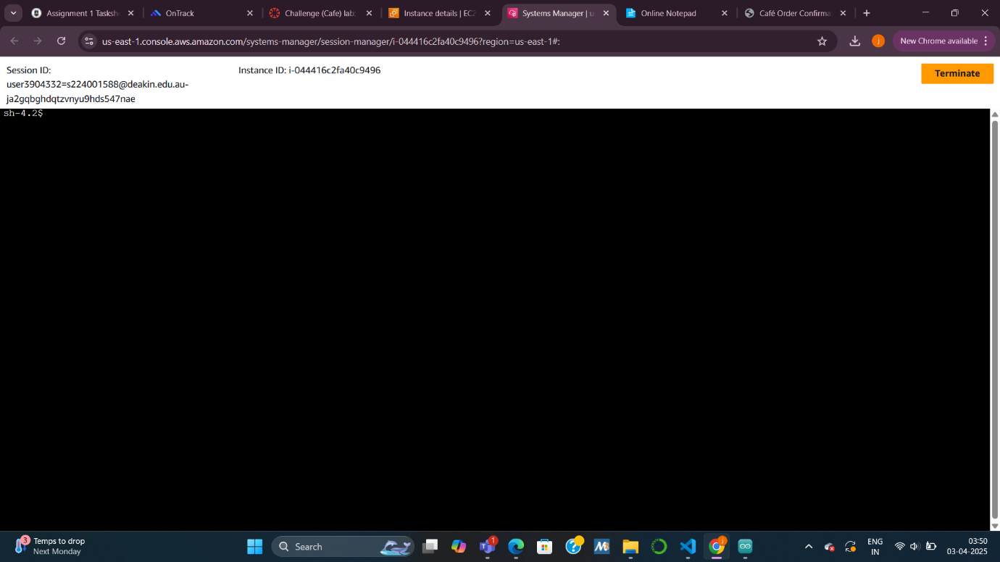 Assignment 1 Tasksh
OnTrack
Challenge (Cafe) lab:
Instance details | EC2
Systems Manager | u
Online Notepad
Café Order Confirma
us-east-1.console.aws.amazon.com/systems-manager/session-manager/i-044416c2fa40c9496?region=us-east-1#:
j
New Chrome available
Session ID:
user3904332=s224001588@deakin.edu.au-
ja2gqbghdqtzvnyu9hds547nae
Instance ID: i-044416c2fa40c9496
Terminate
sh-4.2$
3
Temps to drop
Next Monday
Search
1
j
ENG
IN
03:50
03-04-2025